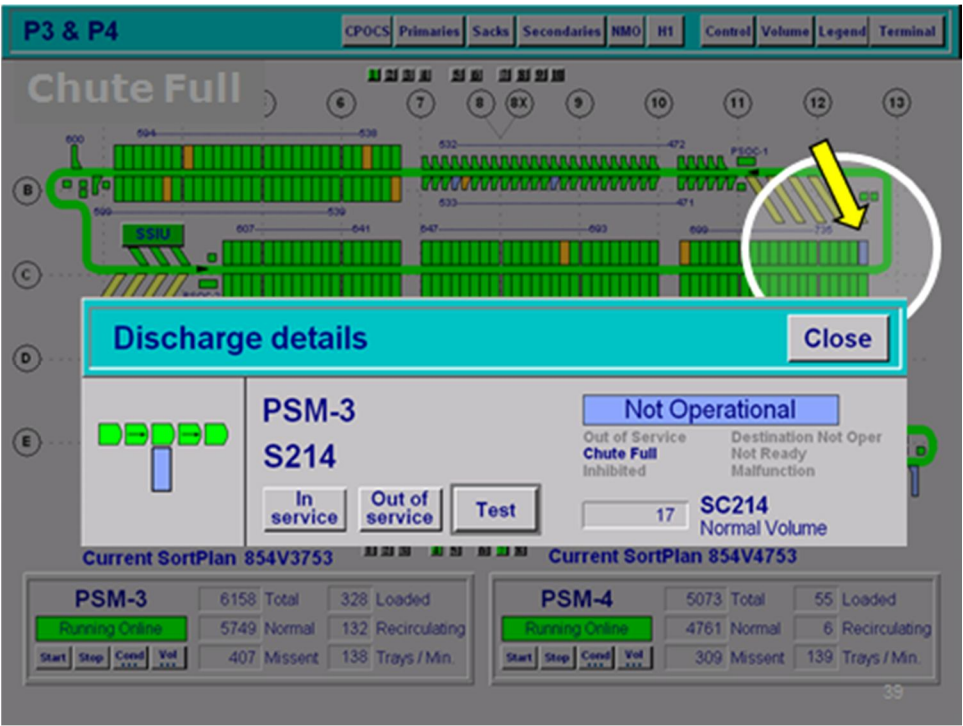 P3 & P4
CPOCS Primaries Sacks Secondaries NMO H1 Control Volume Legend Terminal
Chute Full
6 7 8 8X 9 10 11 12 13
600 594 538 532 472 PSOC-1
B
599 539 533 471
SSIU
607 641 647 693 699 735
C
D
Discharge details
Close
PSM-3
S214
Not Operational
Out of Service Destination Not Oper
Chute Full Not Ready
Inhibited Malfunction
In service Out of service Test
17 SC214
Normal Volume
E
Current SortPlan 854V3753
Current SortPlan 854V4753
PSM-3 6158 Total 328 Loaded
Running Online 5749 Normal 132 Recirculating
Start Stop Cond ... Vol ... 407 Missent 138 Trays / Min.
PSM-4 5073 Total 55 Loaded
Running Online 4761 Normal 6 Recirculating
Start Stop Cond ... Vol ... 309 Missent 139 Trays / Min.
39